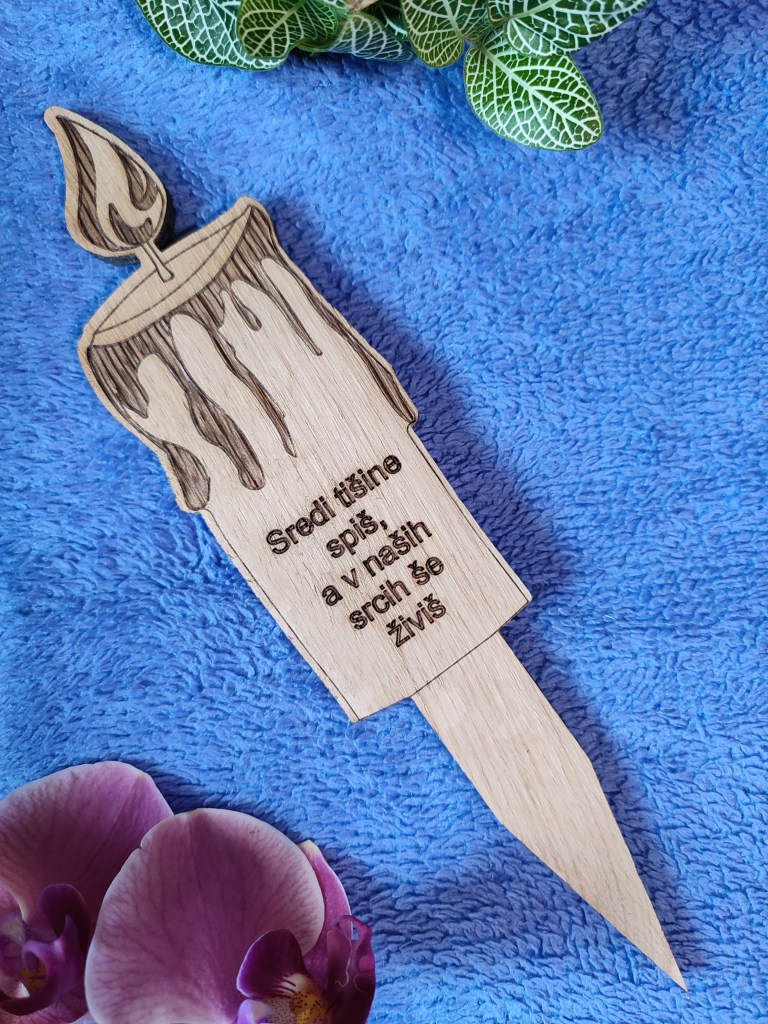 Sredi tišine
spiš,
a v naših
srcih še
živiš